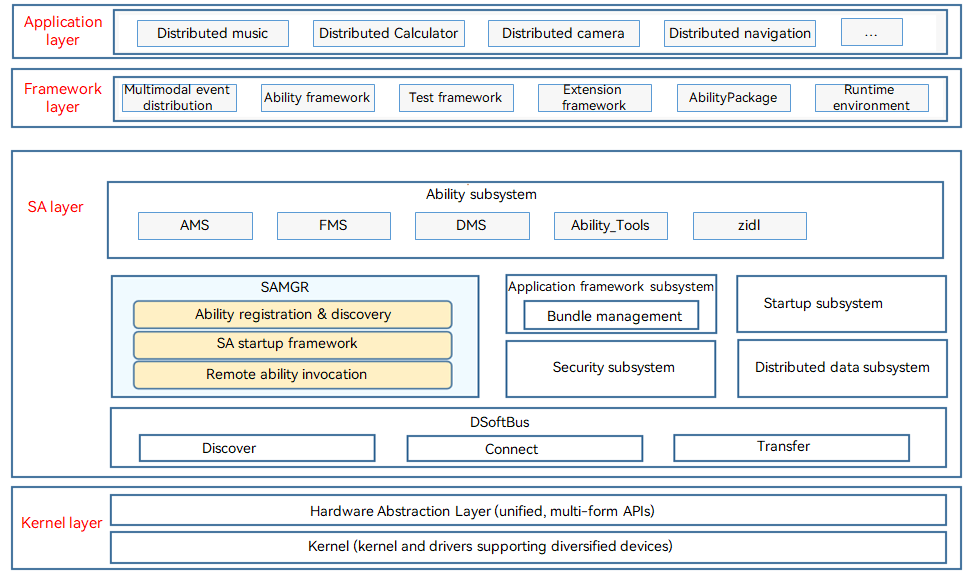 Application
layer
Distributed music
Distributed Calculator
Distributed camera
Distributed navigation
...
Framework
layer
Multimodal event
distribution
Ability framework
Test framework
Extension
framework
AbilityPackage
Runtime
environment
SA layer
Ability subsystem
AMS
FMS
DMS
Ability_Tools
zidl
SAMGR
Ability registration & discovery
SA startup framework
Remote ability invocation
Application framework subsystem
Bundle management
Startup subsystem
Security subsystem
Distributed data subsystem
DSoftBus
Discover
Connect
Transfer
Kernel layer
Hardware Abstraction Layer (unified, multi-form APIs)
Kernel (kernel and drivers supporting diversified devices)